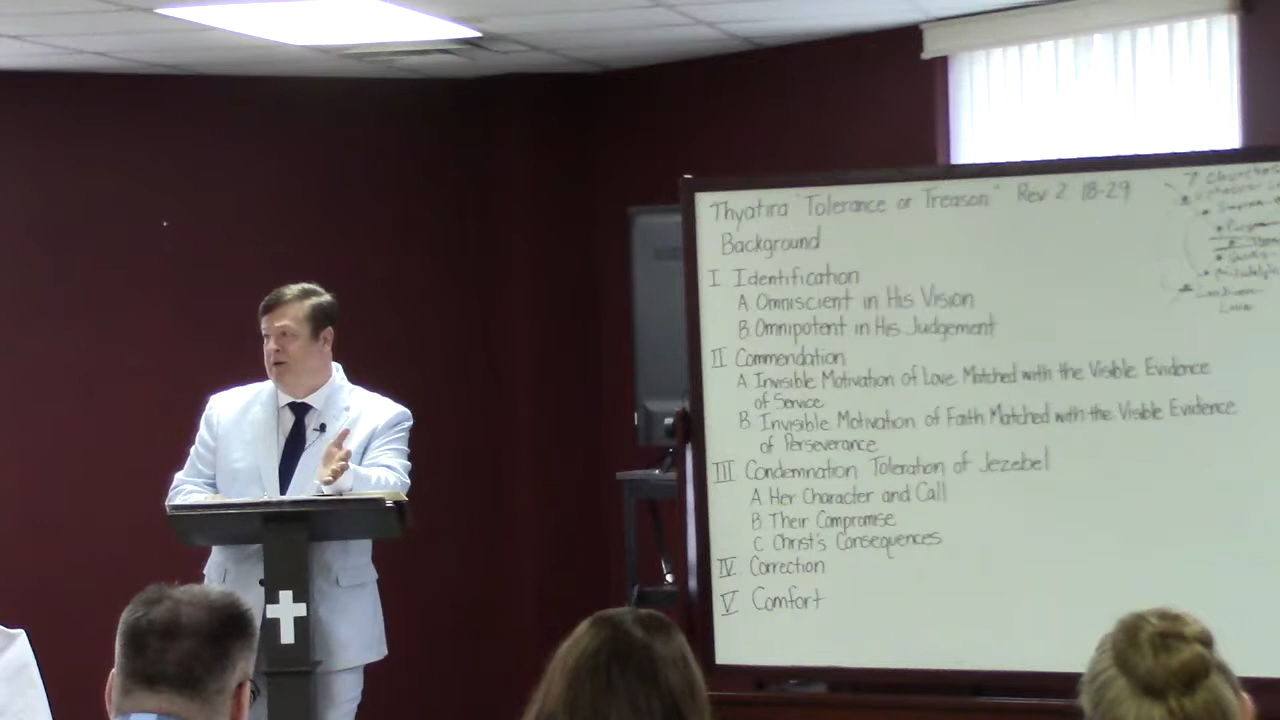 Thyatira "Tolerance or Treason" Rev 2 18-29
Background
I Identification
A Omniscient in His Vision
B Omnipotent in His Judgement
II Commendation
A Invisible Motivation of Love Matched with the Visible Evidence
of Service
B Invisible Motivation of Faith Matched with the Visible Evidence
of Perseverance
III Condemnation Toleration of Jezebel
A Her Character and Call
B Their Compromise
C Christ's Consequences
IV Correction
V Comfort
7 Churches